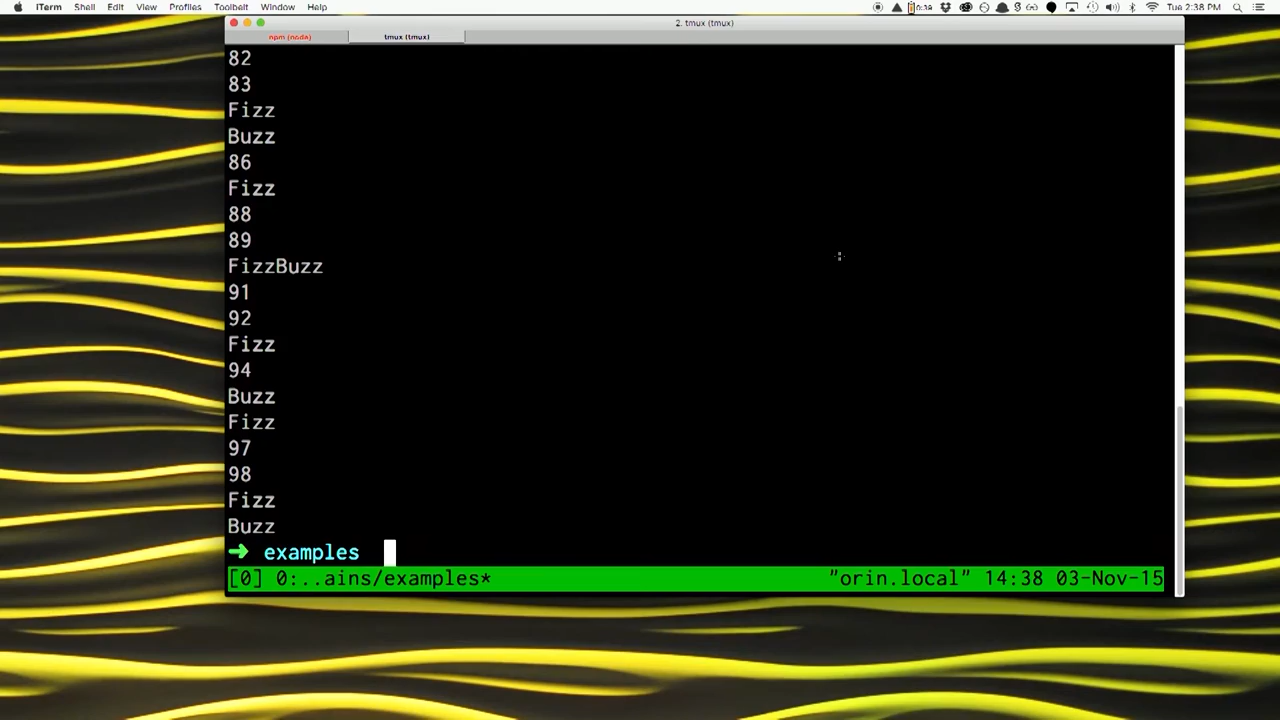 iTerm Shell Edit View Profiles Toolbelt Window Help
0:39 Tue 2:38 PM
2. tmux (tmux)
npm (node) tmux (tmux)
82
83
Fizz
Buzz
86
Fizz
88
89
FizzBuzz
91
92
Fizz
94
Buzz
Fizz
97
98
Fizz
Buzz
➜ examples
[0] 0:..ains/examples* "orin.local" 14:38 03-Nov-15